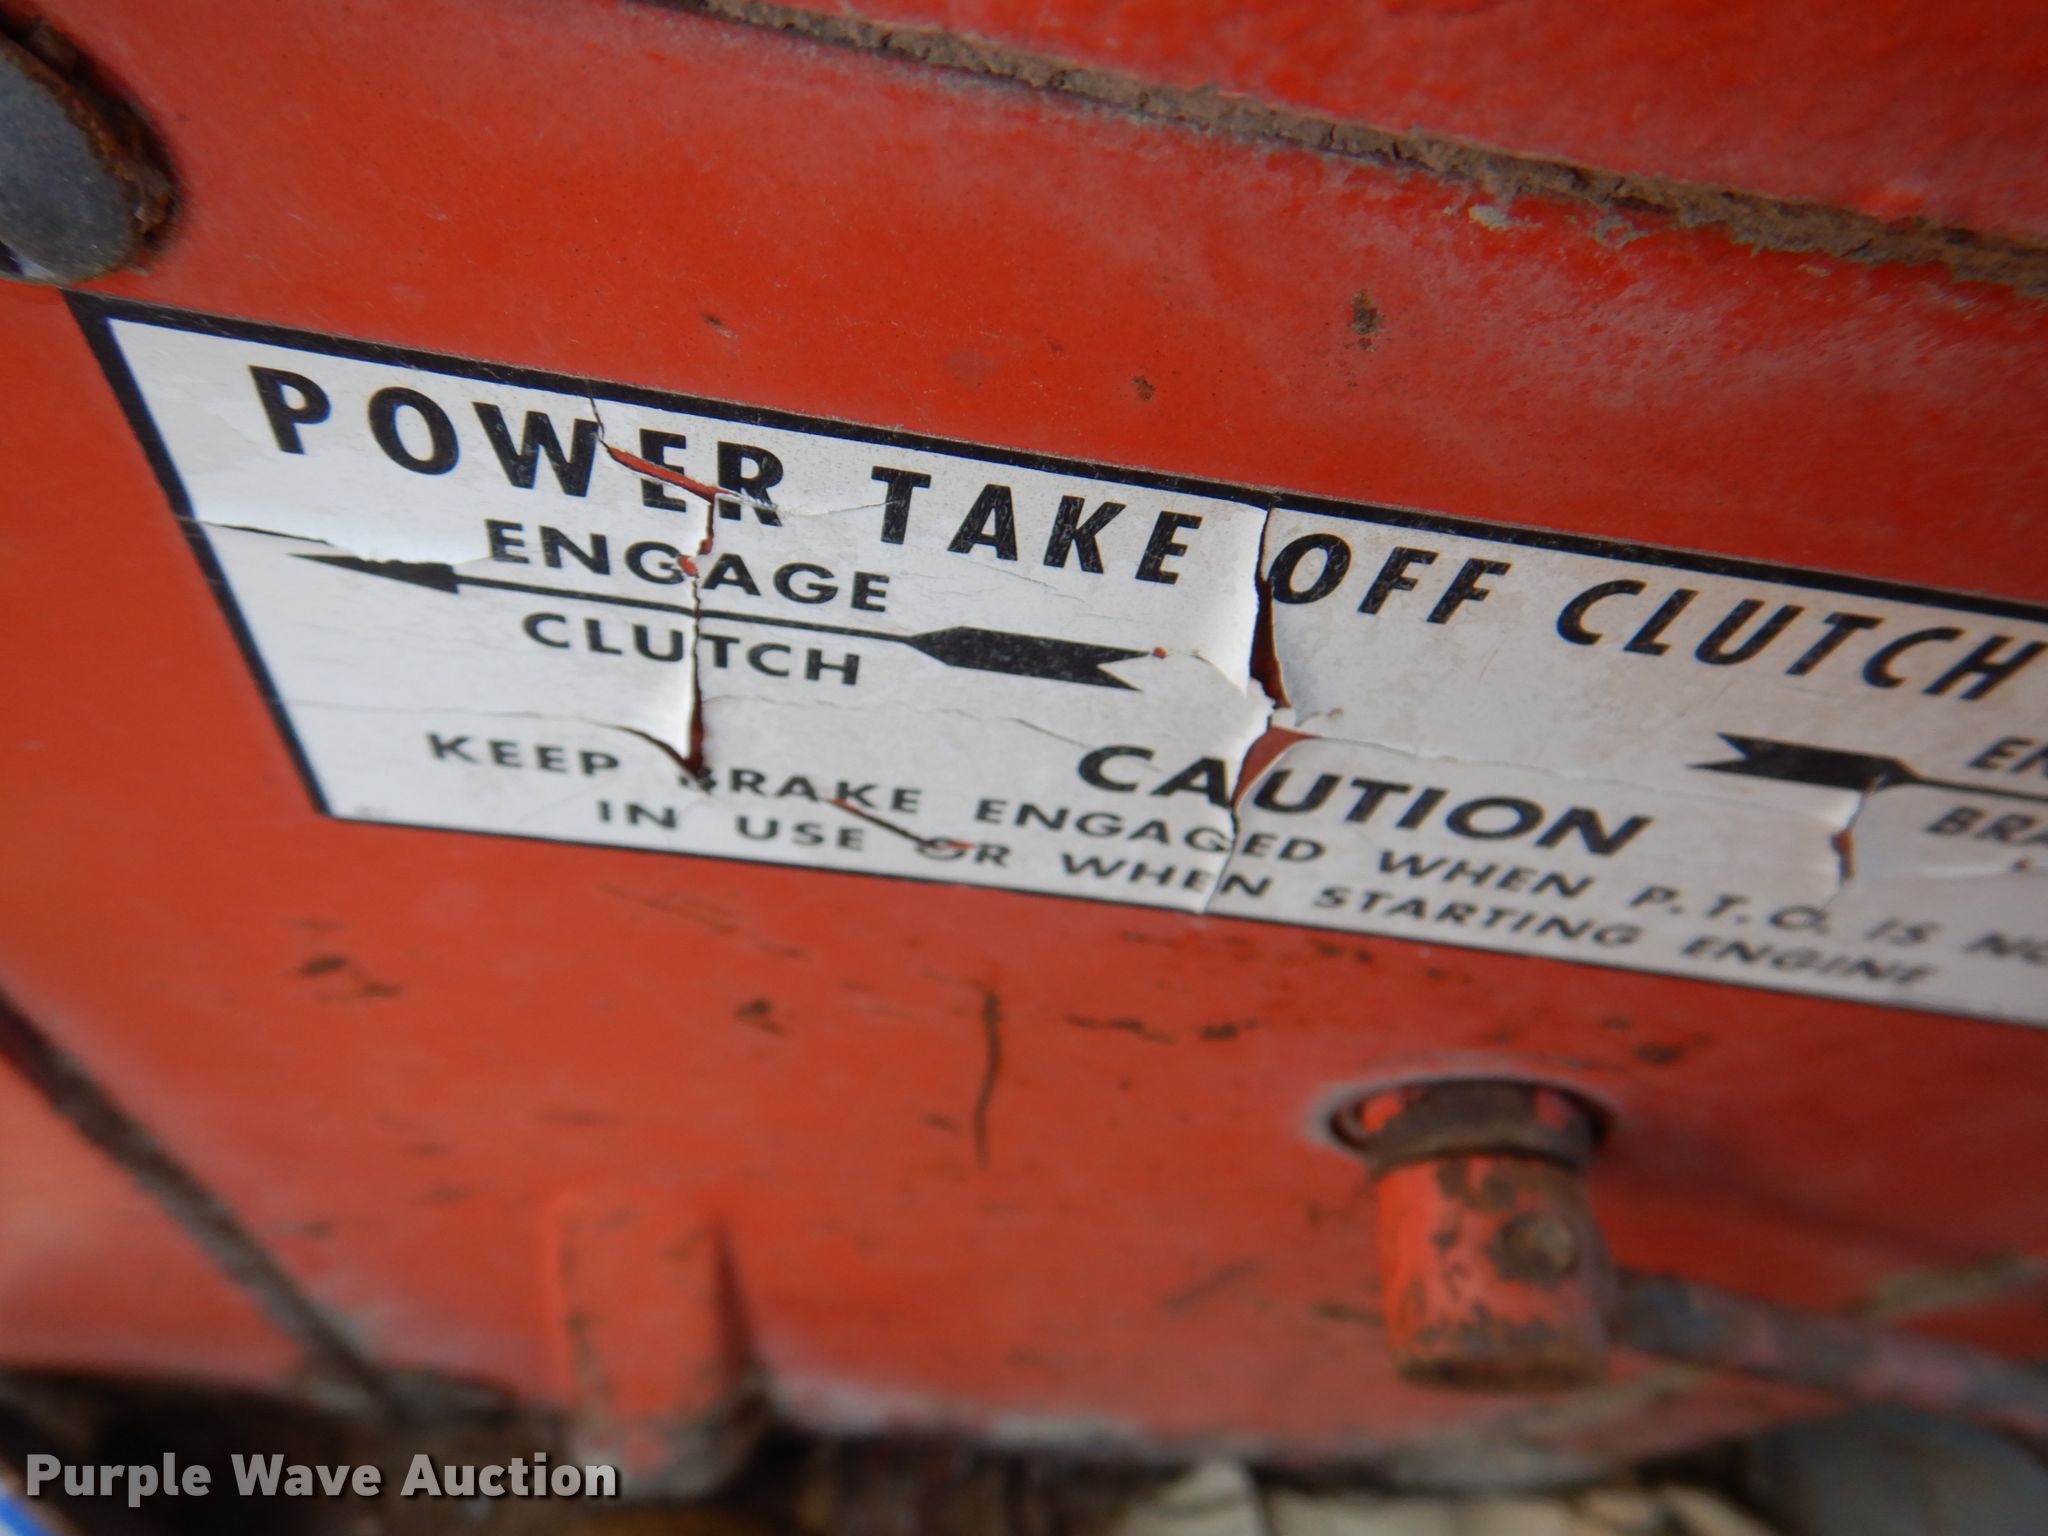 POWER TAKE OFF CLUTCH
ENGAGE
CLUTCH
CAUTION
KEEP BRAKE ENGAGED WHEN P.T.O. IS
IN USE OR WHEN STARTING ENGINE
Purple Wave Auction